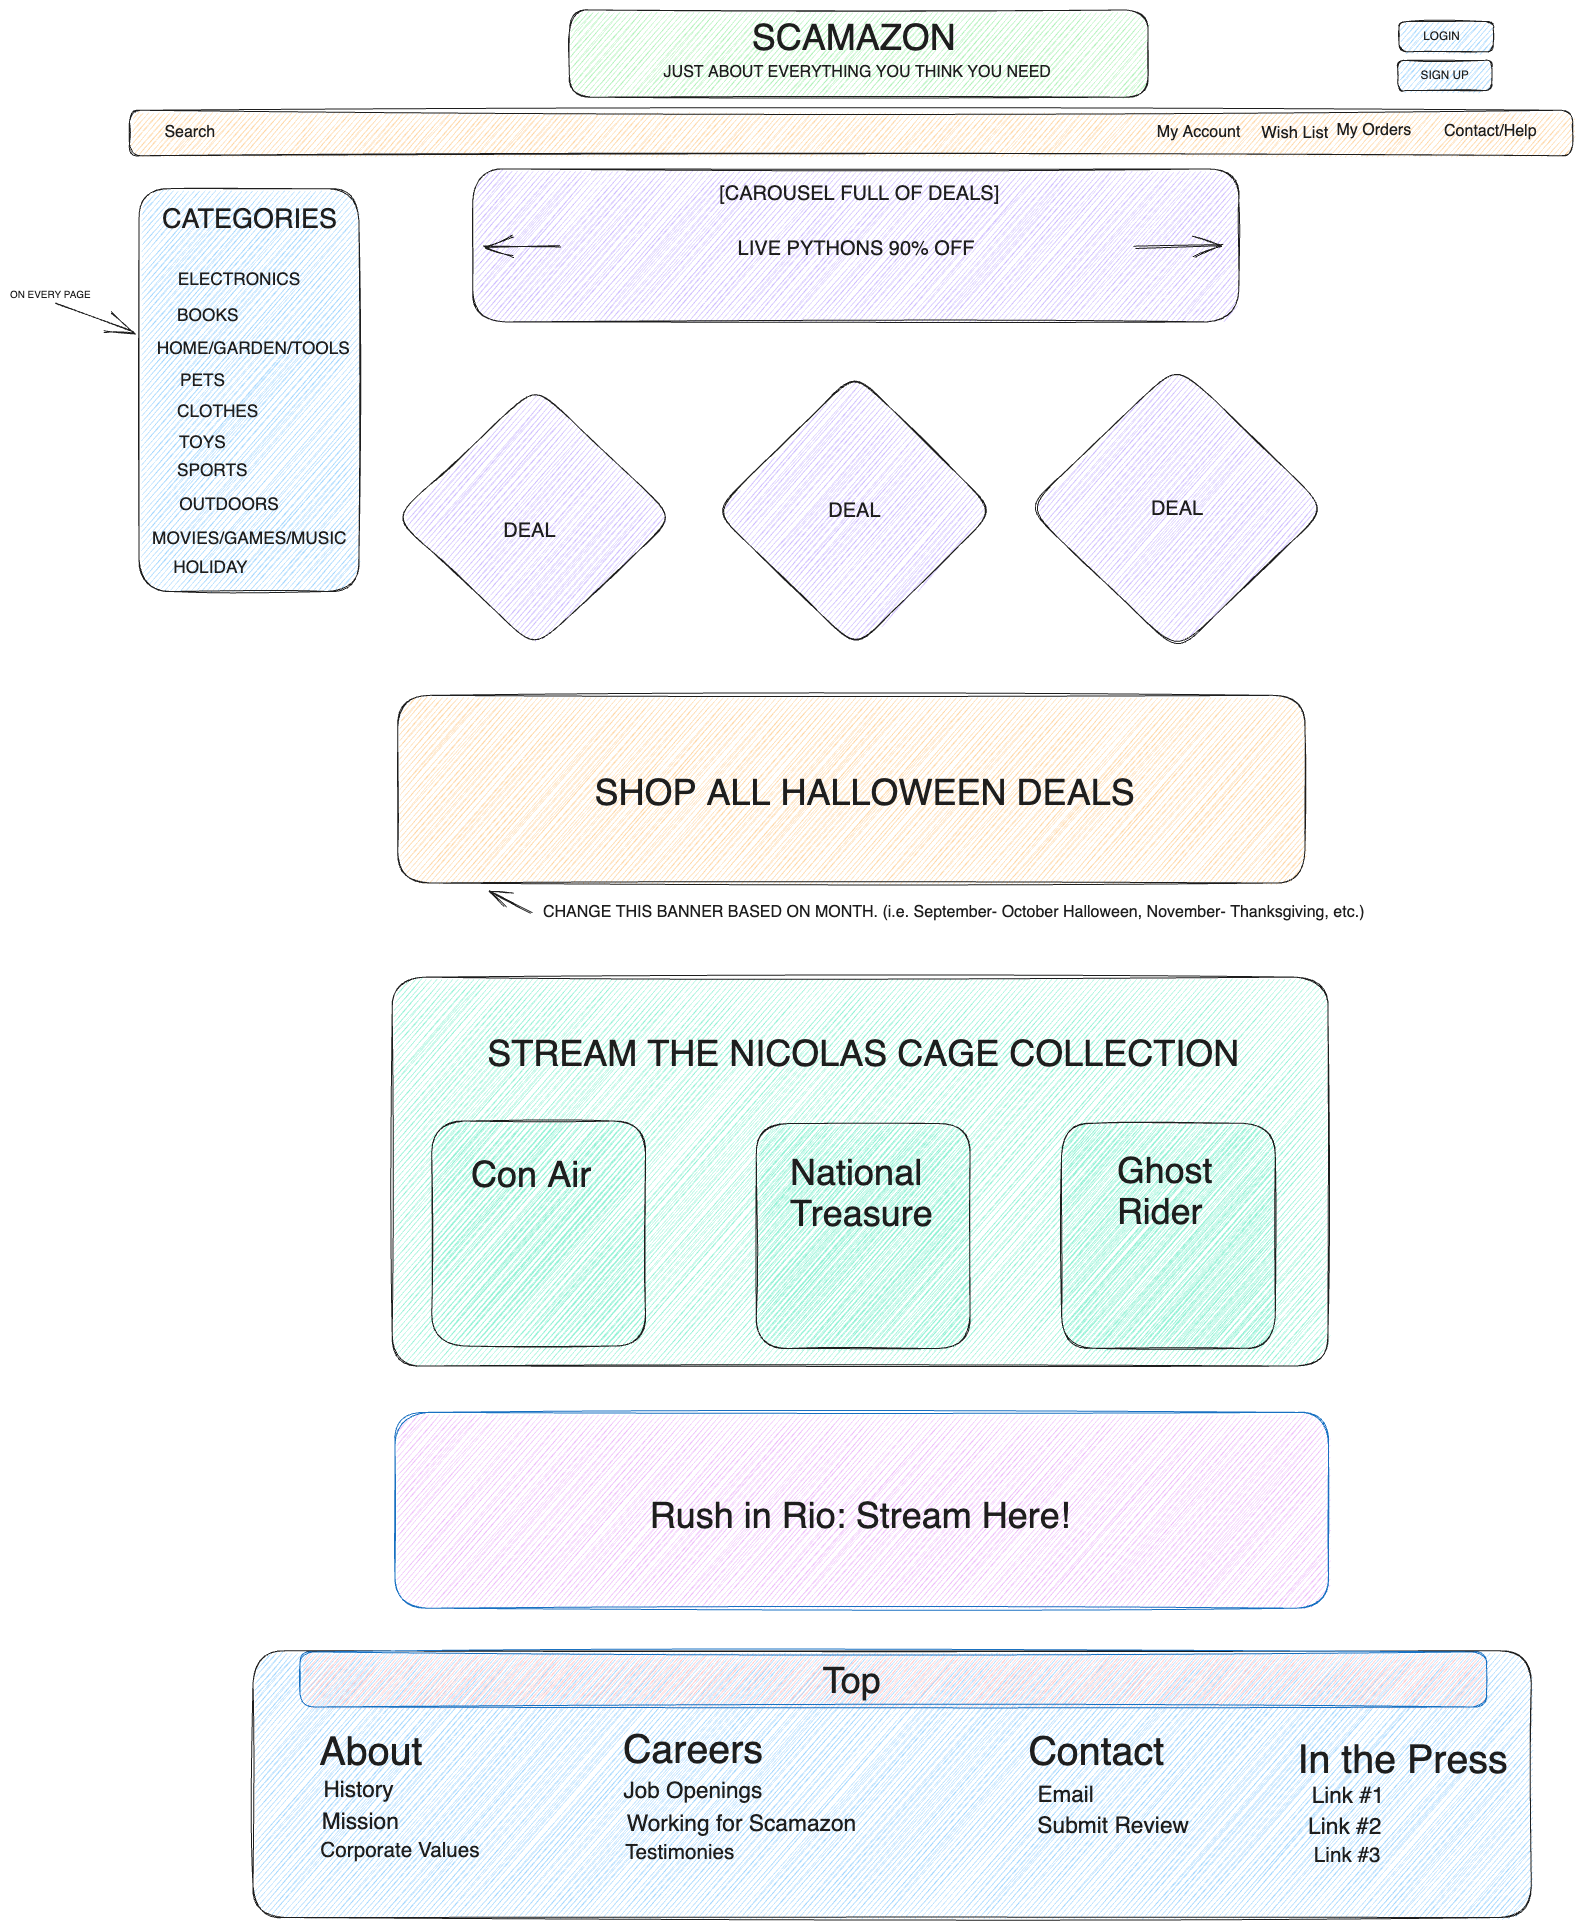 SCAMAZON
JUST ABOUT EVERYTHING YOU THINK YOU NEED
LOGIN
SIGN UP
Search
My Account
Wish List
My Orders
Contact/Help
CATEGORIES
ELECTRONICS
BOOKS
HOME/GARDEN/TOOLS
PETS
CLOTHES
TOYS
SPORTS
OUTDOORS
MOVIES/GAMES/MUSIC
HOLIDAY
ON EVERY PAGE
[CAROUSEL FULL OF DEALS]
LIVE PYTHONS 90% OFF
DEAL
DEAL
DEAL
SHOP ALL HALLOWEEN DEALS
CHANGE THIS BANNER BASED ON MONTH. (i.e. September- October Halloween, November- Thanksgiving, etc.)
STREAM THE NICOLAS CAGE COLLECTION
Con Air
National
Treasure
Ghost
Rider
Rush in Rio: Stream Here!
Top
About
History
Mission
Corporate Values
Careers
Job Openings
Working for Scamazon
Testimonies
Contact
Email
Submit Review
In the Press
Link #1
Link #2
Link #3